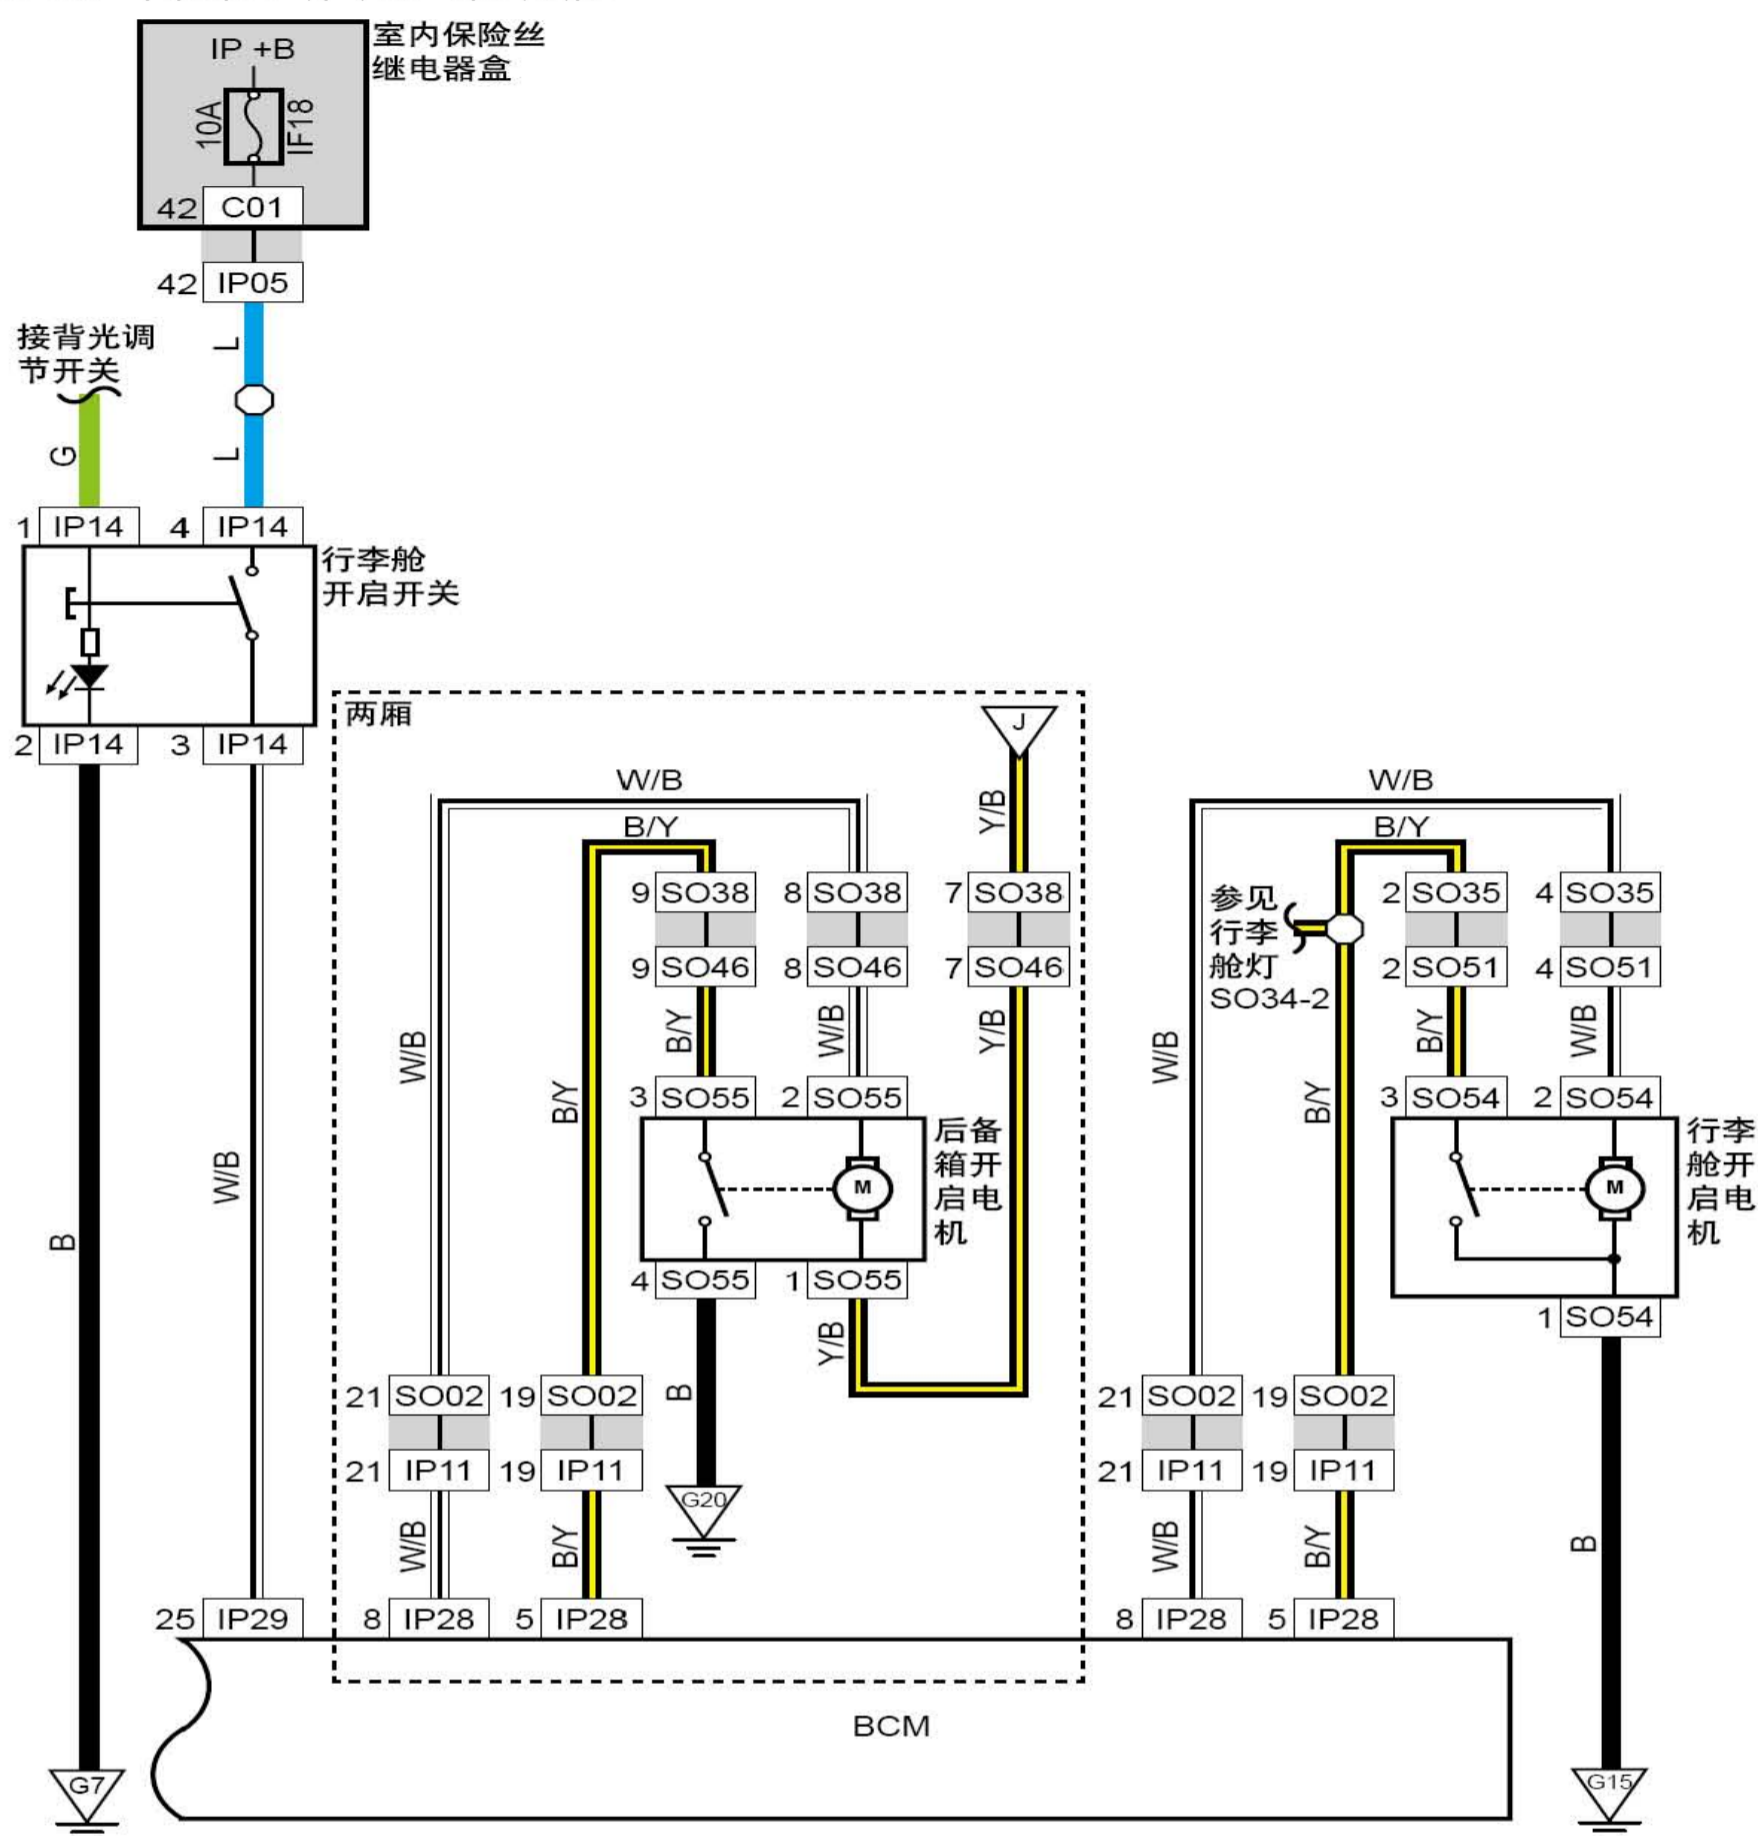 IP +B
室内保险丝
继电器盒
10A
IF18
42 C01
42 IP05
接背光调
节开关
L
G
L
1 IP14
4 IP14
行李舱
开启开关
2 IP14
3 IP14
两厢
J
W/B
W/B
Y/B
B/Y
B/Y
9 SO38
8 SO38
7 SO38
参见
行李
舱灯
SO34-2
2 SO35
4 SO35
9 SO46
8 SO46
7 SO46
2 SO51
4 SO51
W/B
B/Y
W/B
Y/B
W/B
B/Y
W/B
B/Y
B/Y
3 SO55
2 SO55
3 SO54
2 SO54
后备
箱开
启电
机
M
行李
舱开
启电
机
M
W/B
B
4 SO55
1 SO55
1 SO54
Y/B
B
21 SO02
19 SO02
21 SO02
19 SO02
21 IP11
19 IP11
21 IP11
19 IP11
G20
W/B
B/Y
W/B
B/Y
B
25 IP29
8 IP28
5 IP28
8 IP28
5 IP28
BCM
G7
G15